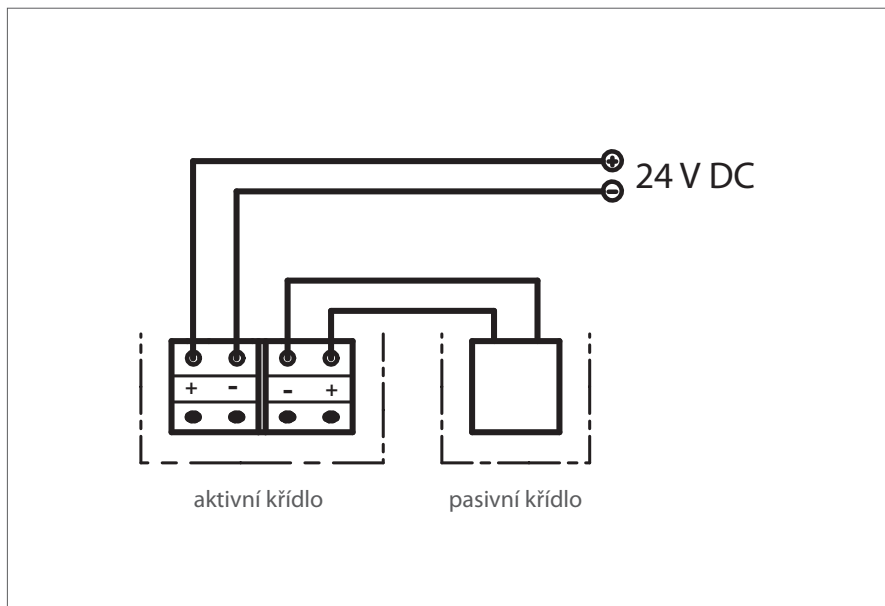 +
24 V DC
-
+ - - +
aktivní křídlo pasivní křídlo